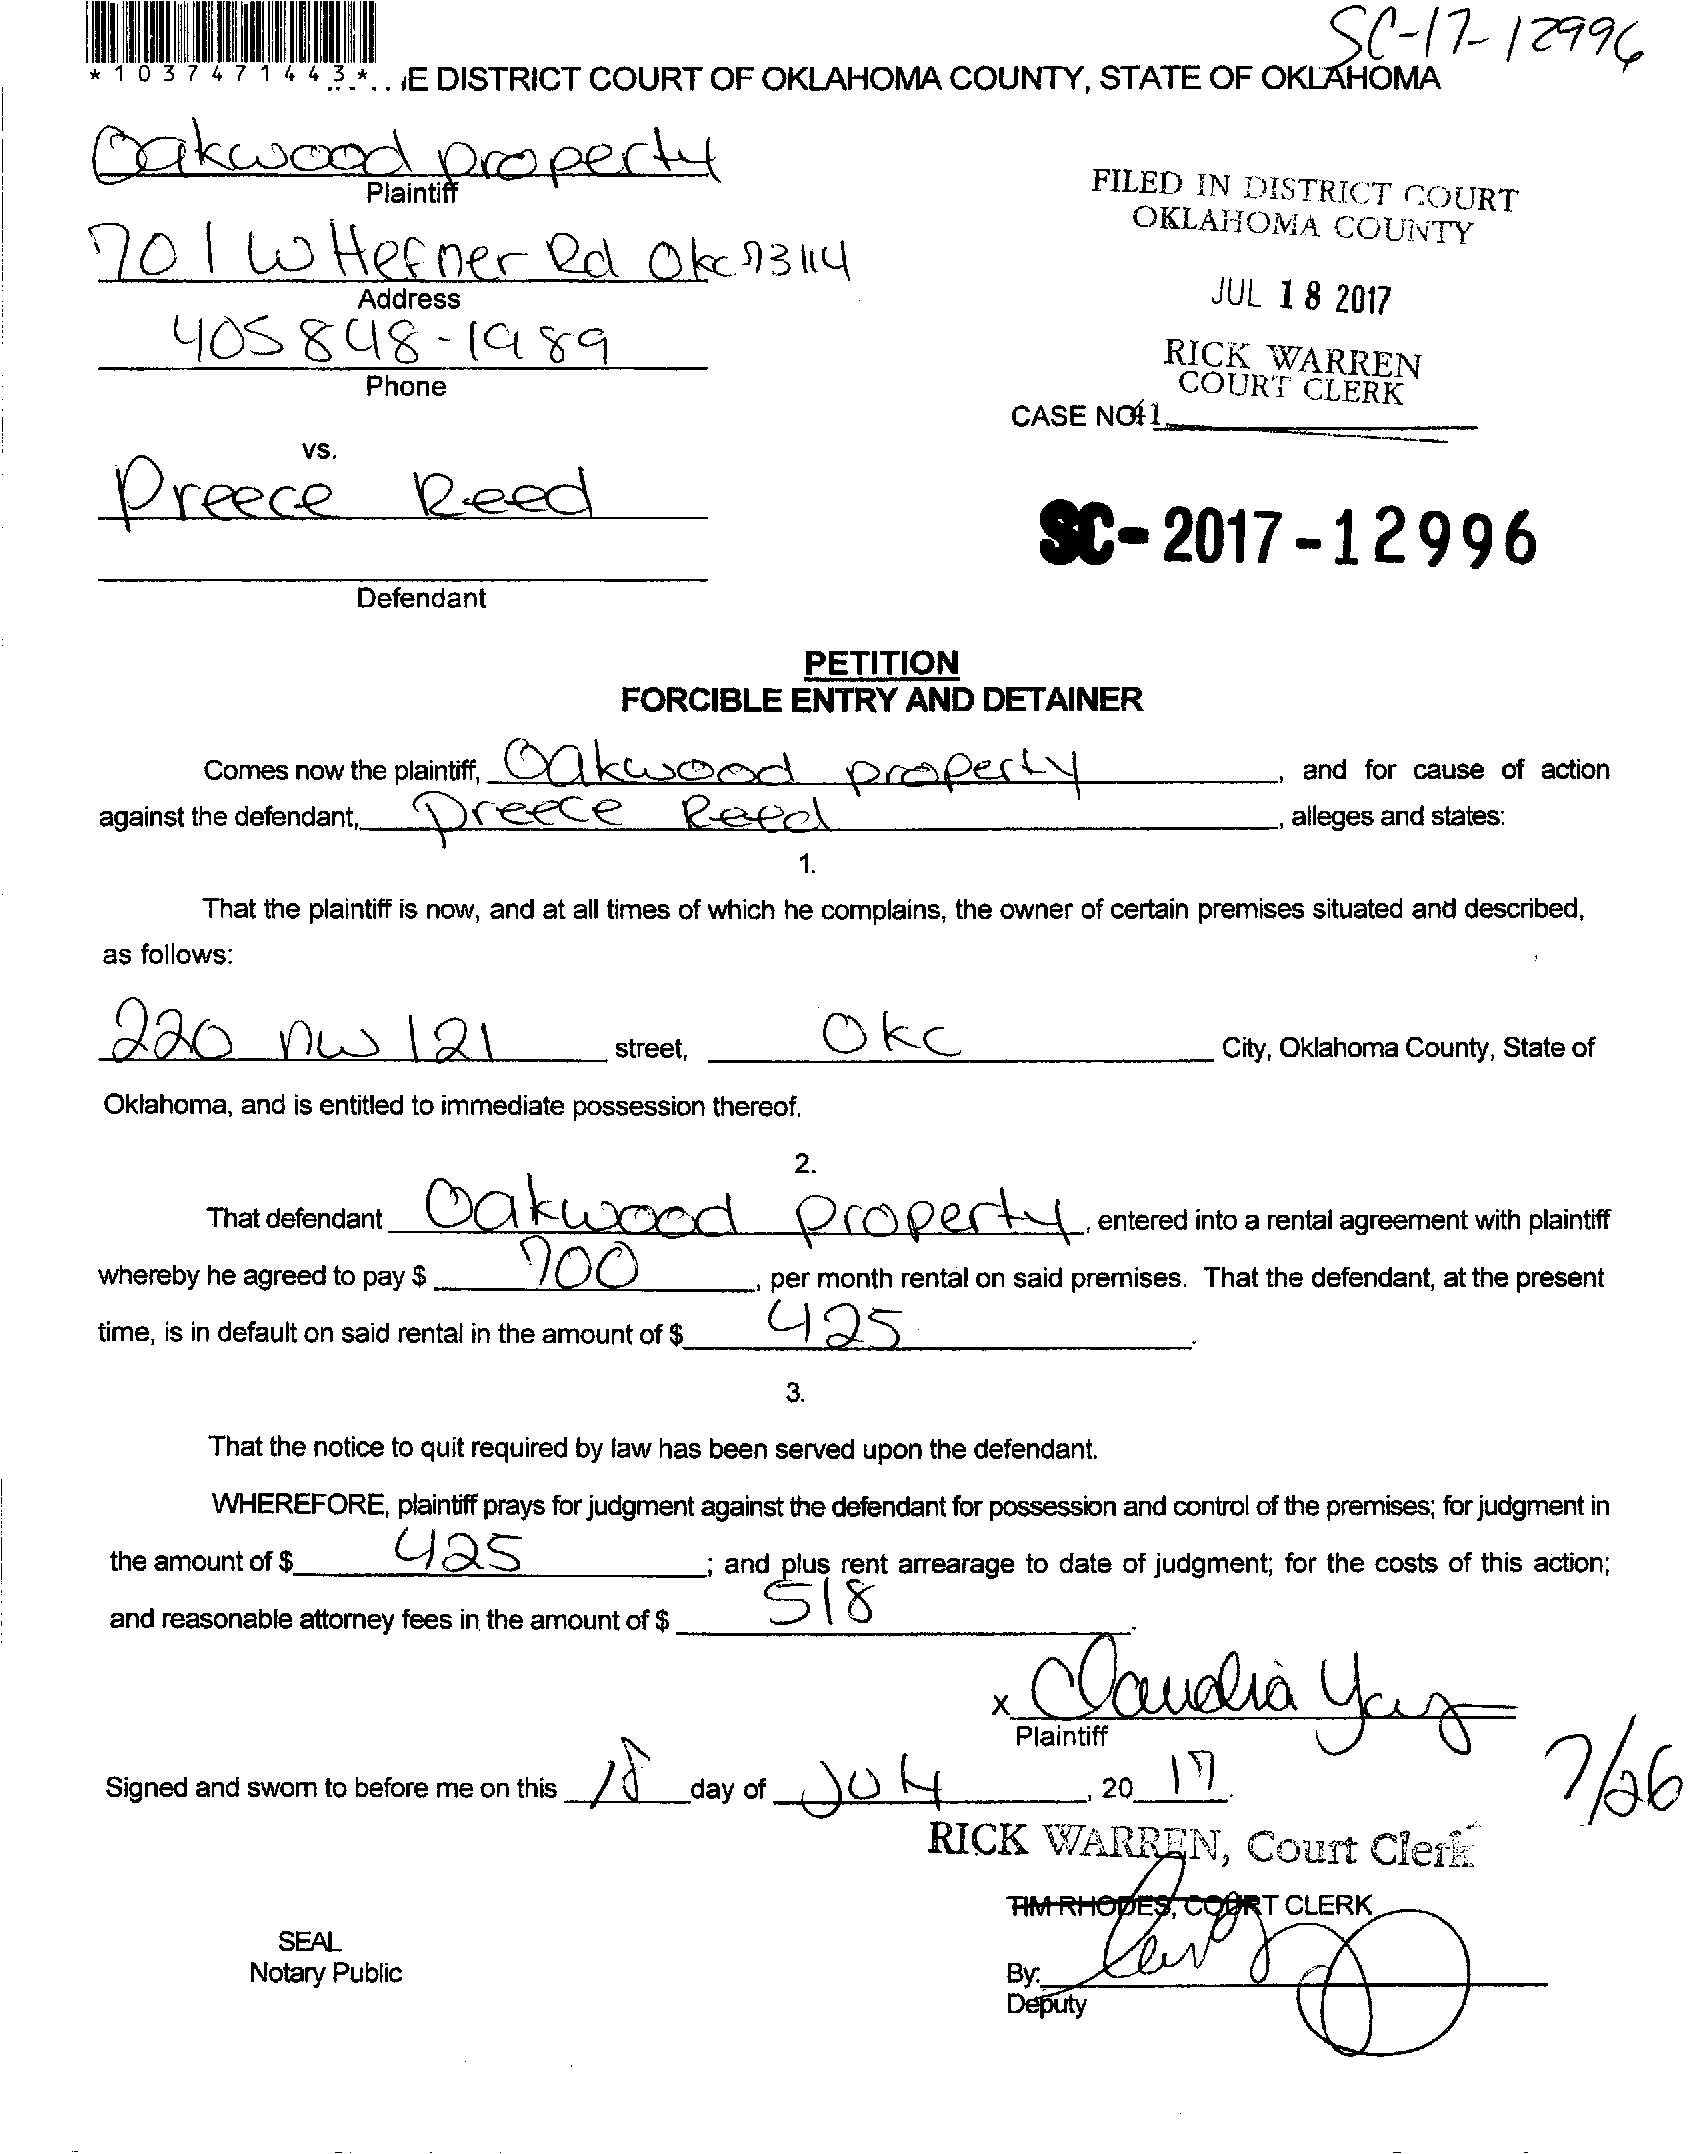 SC-17-12996
*1037471443*
E DISTRICT COURT OF OKLAHOMA COUNTY, STATE OF OKLAHOMA
Oakwood property
Plaintiff
701 W Hefner Rd Okc 73114
Address
405 848-1989
Phone
vs.
Preece Reed
Defendant
FILED IN DISTRICT COURT
OKLAHOMA COUNTY
JUL 18 2017
RICK WARREN
COURT CLERK
CASE NO. 41
SC-2017-12996
PETITION
FORCIBLE ENTRY AND DETAINER
Comes now the plaintiff, Oakwood property, and for cause of action
against the defendant, Preece Reed, alleges and states:
1.
That the plaintiff is now, and at all times of which he complains, the owner of certain premises situated and described,
as follows:
220 nw 121 street, Okc City, Oklahoma County, State of
Oklahoma, and is entitled to immediate possession thereof.
2.
That defendant Oakwood property, entered into a rental agreement with plaintiff
whereby he agreed to pay $ 700, per month rental on said premises. That the defendant, at the present
time, is in default on said rental in the amount of $ 425.
3.
That the notice to quit required by law has been served upon the defendant.
WHEREFORE, plaintiff prays for judgment against the defendant for possession and control of the premises; for judgment in
the amount of $ 425; and plus rent arrearage to date of judgment; for the costs of this action;
and reasonable attorney fees in the amount of $ 518.
x Claudia
Plaintiff
7/26
Signed and sworn to before me on this 18 day of July, 20 17.
RICK WARREN, Court Clerk
TIM RHODES, COURT CLERK
SEAL
Notary Public
By:
Deputy